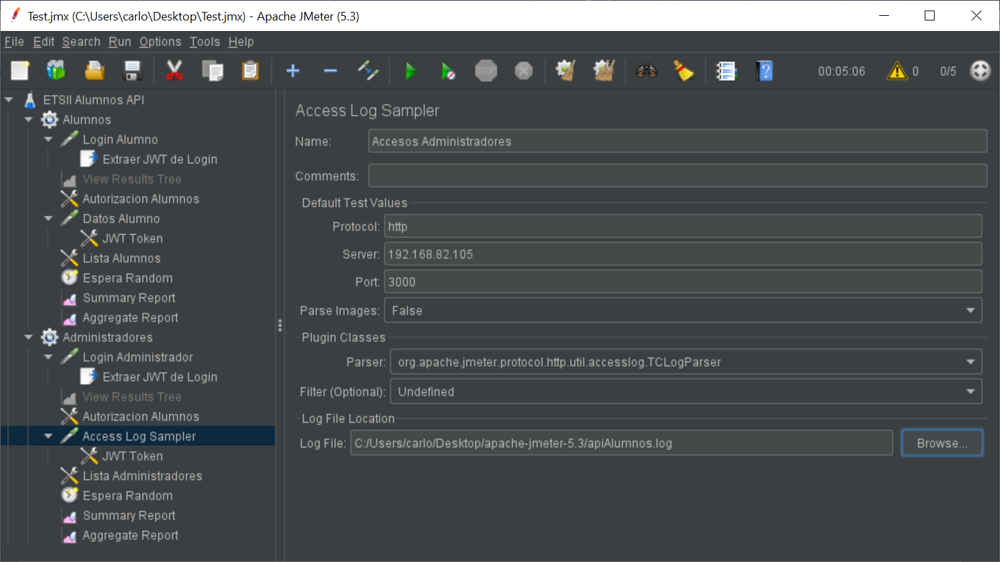 Test.jmx (C:\Users\carlo\Desktop\Test.jmx) - Apache JMeter (5.3)
File Edit Search Run Options Tools Help
STOP 00:05:06 0 0/5
ETSII Alumnos API
Alumnos
Login Alumno
Extraer JWT de Login
View Results Tree
Autorizacion Alumnos
Datos Alumno
JWT Token
Lista Alumnos
Espera Random
Summary Report
Aggregate Report
Administradores
Login Administrador
Extraer JWT de Login
View Results Tree
Autorizacion Alumnos
Access Log Sampler
JWT Token
Lista Administradores
Espera Random
Summary Report
Aggregate Report
Access Log Sampler
Name: Accesos Administradores
Comments:
Default Test Values
Protocol: http
Server: 192.168.82.105
Port: 3000
Parse Images: False
Plugin Classes
Parser: org.apache.jmeter.protocol.http.util.accesslog.TCLogParser
Filter (Optional): Undefined
Log File Location
Log File: C:/Users/carlo/Desktop/apache-jmeter-5.3/apiAlumnos.log Browse...